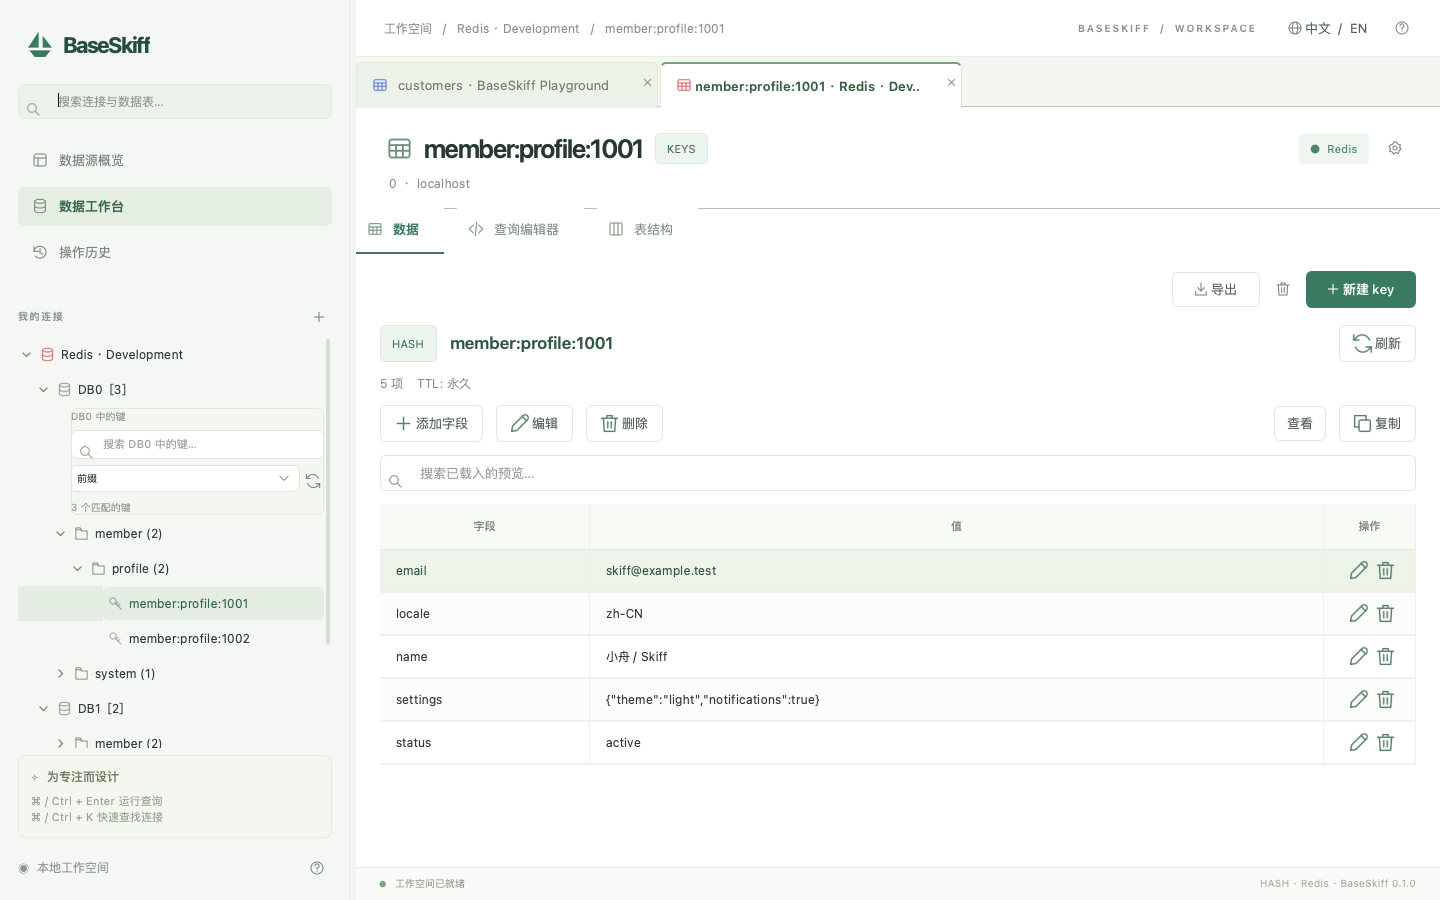 BaseSkiff
搜索连接与数据表...
数据源概览
数据工作台
操作历史
我的连接
Redis · Development
DB0 [3]
DB0 中的键
搜索 DB0 中的键...
前缀
3 个匹配的键
member (2)
profile (2)
member:profile:1001
member:profile:1002
system (1)
DB1 [2]
member (2)
为专注而设计
⌘ / Ctrl + Enter 运行查询
⌘ / Ctrl + K 快速查找连接
本地工作空间
工作空间 / Redis · Development / member:profile:1001
BASESKIFF / WORKSPACE
中文 / EN
customers · BaseSkiff Playground
nember:profile:1001 · Redis · Dev..
member:profile:1001 KEYS
Redis
0 · localhost
数据 查询编辑器 表结构
导出 + 新建 key
HASH member:profile:1001
刷新
5 项 TTL: 永久
添加字段 编辑 删除 查看 复制
搜索已载入的预览...
字段 值 操作
email skiff@example.test
locale zh-CN
name 小舟 / Skiff
settings {"theme":"light","notifications":true}
status active
工作空间已就绪
HASH · Redis · BaseSkiff 0.1.0